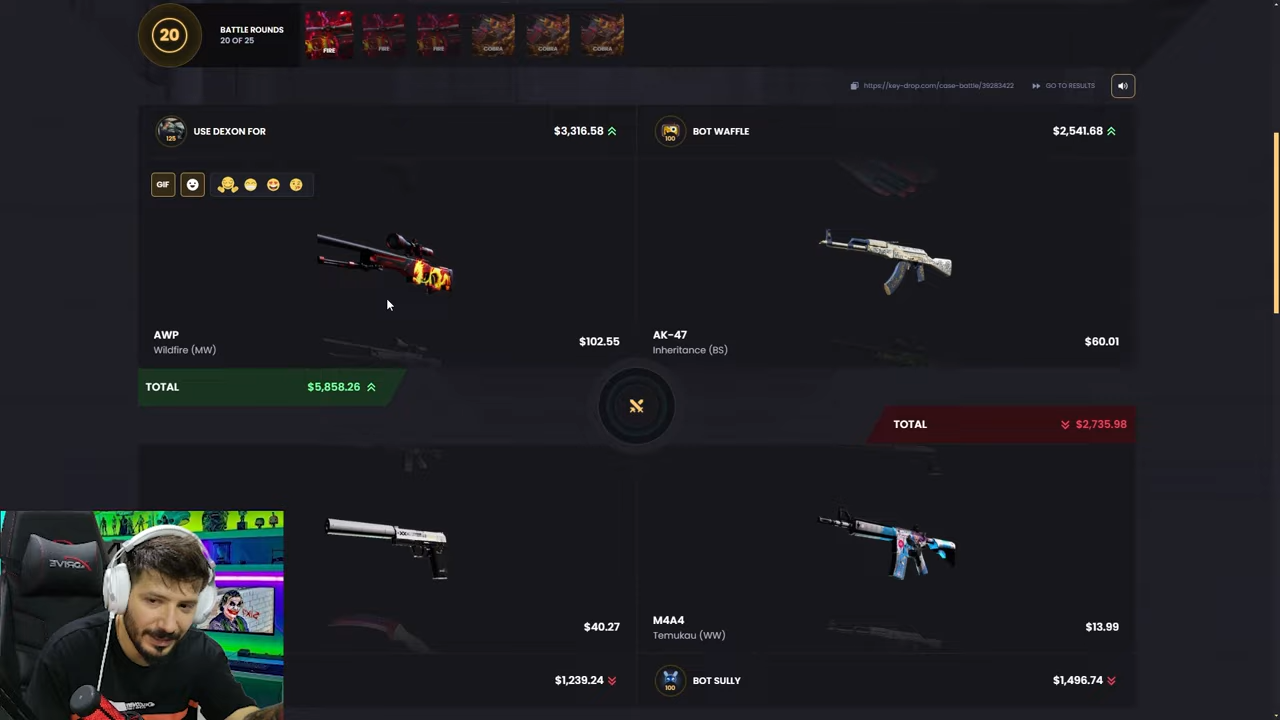 20
BATTLE ROUNDS
20 OF 25
FIRE
FIRE
FIRE
COBRA
COBRA
COBRA
https://key-drop.com/case-battle/39283422
GO TO RESULTS
125
USE DEXON FOR
$3,316.58
100
BOT WAFFLE
$2,541.68
GIF
AWP
Wildfire (MW)
$102.55
AK-47
Inheritance (BS)
$60.01
TOTAL
$5,858.26
TOTAL
$2,735.98
$40.27
M4A4
Temukau (WW)
$13.99
$1,239.24
100
BOT SULLY
$1,496.74